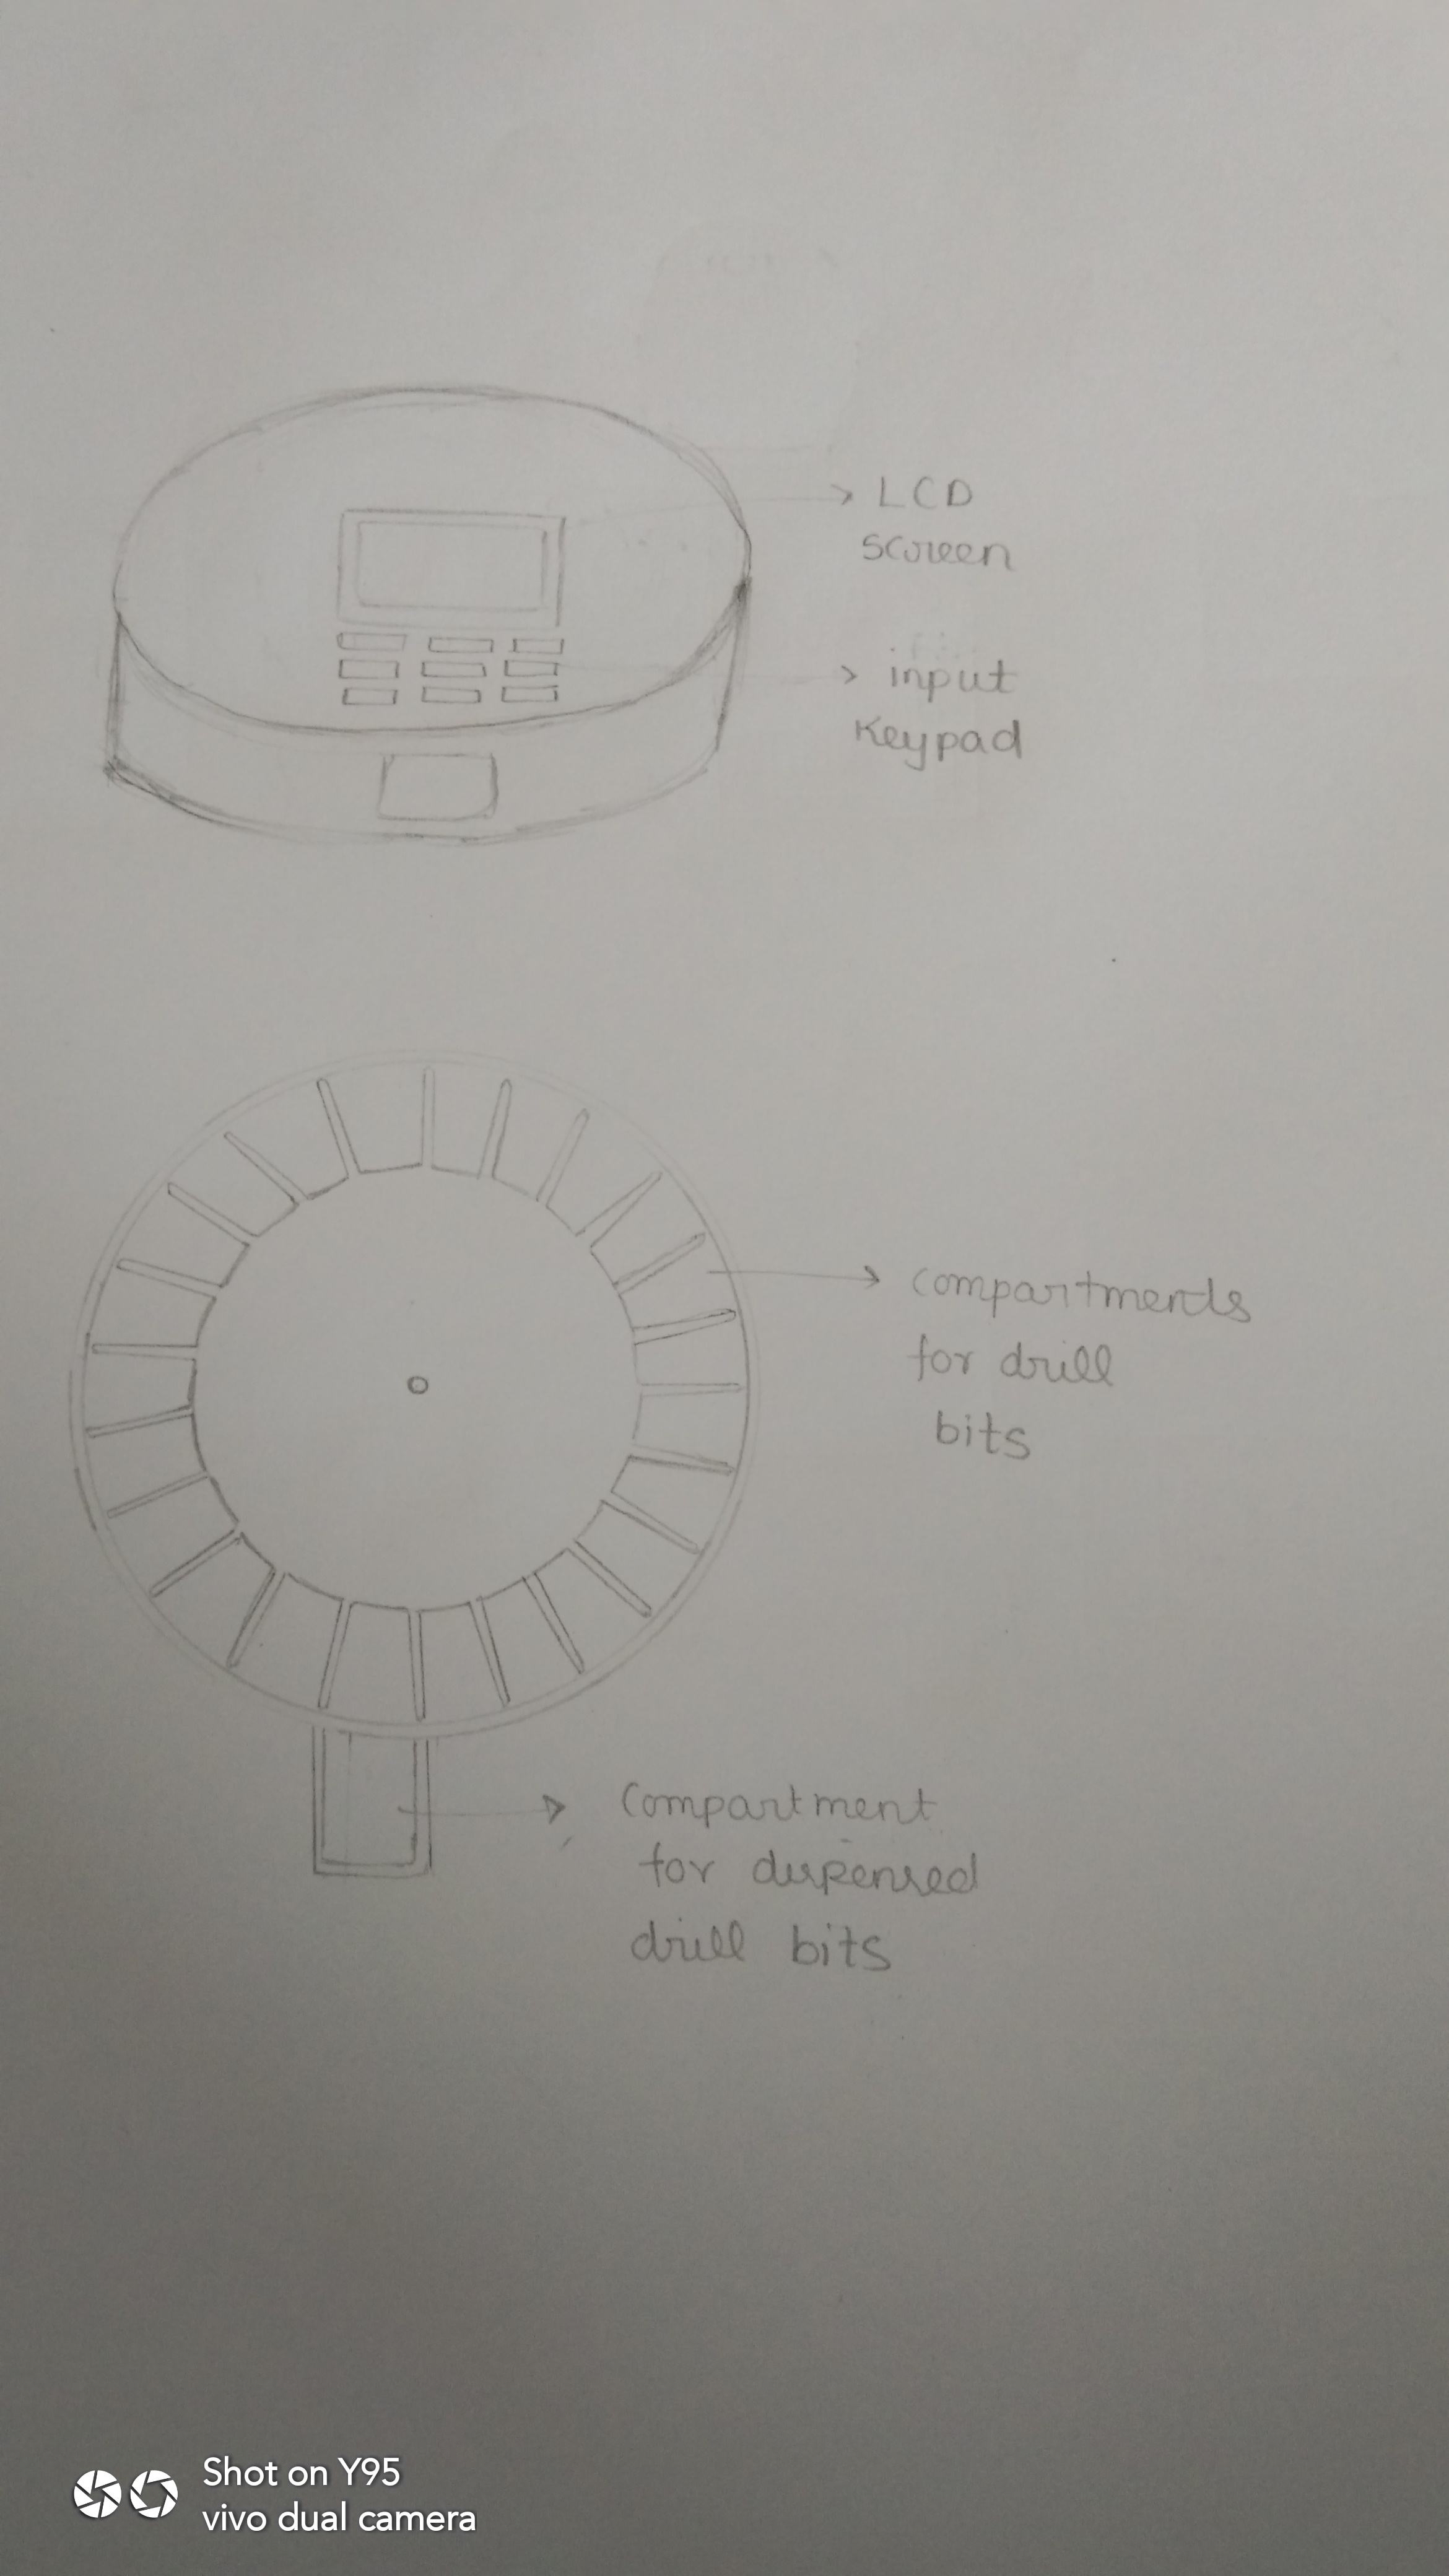 LCD
screen
input
keypad
compartments
for drill
bits
Compartment
for dispensed
drill bits
Shot on Y95
vivo dual camera